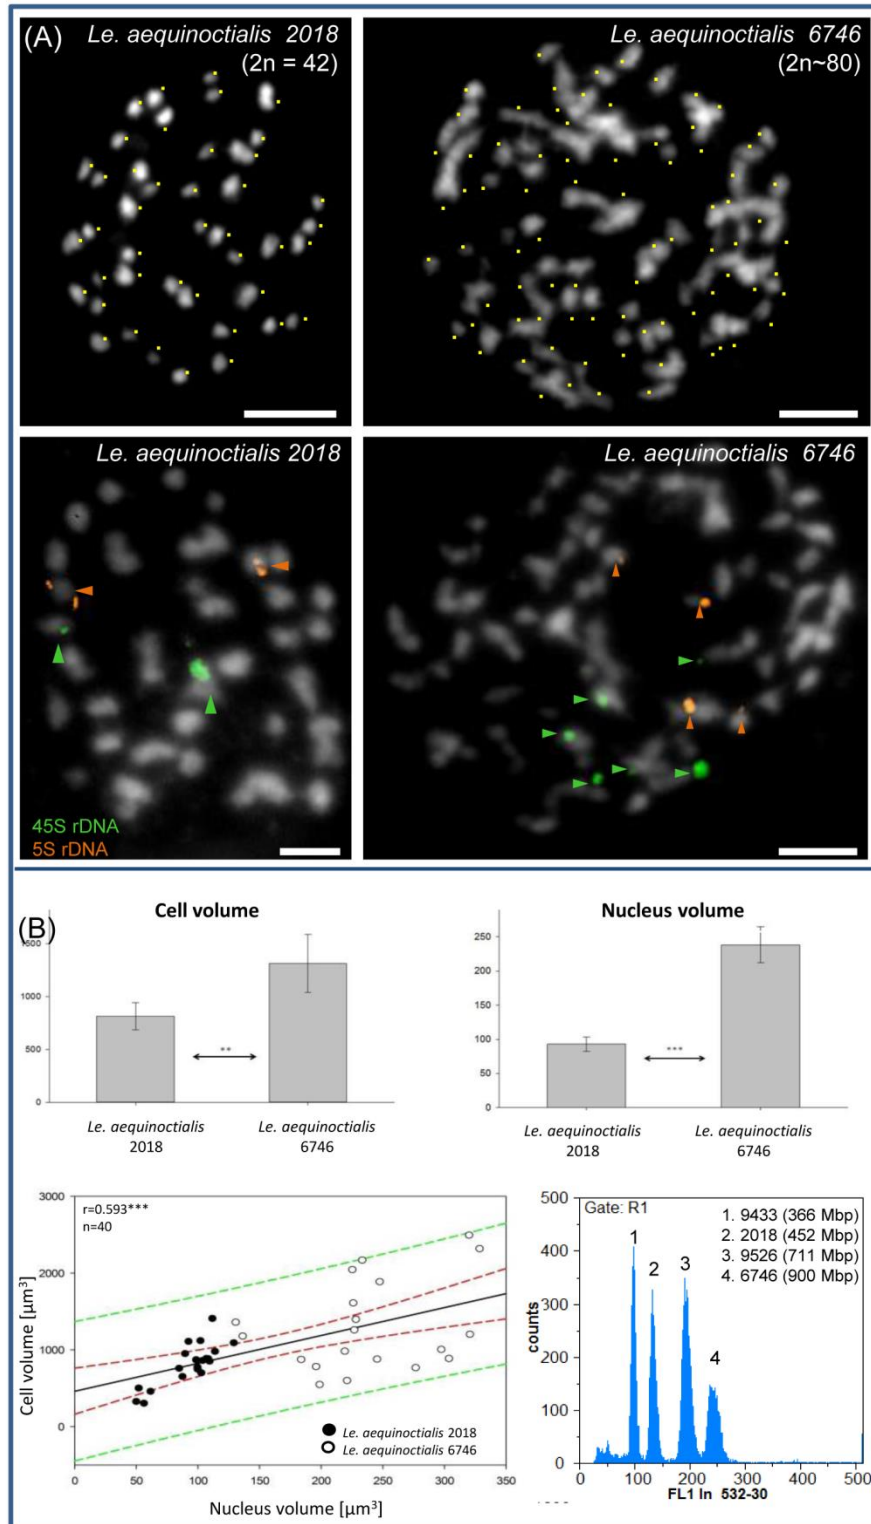 (A)
Le. aequinoctialis 2018
(2n = 42)
Le. aequinoctialis 6746
(2n~80)
Le. aequinoctialis 2018
45S rDNA
5S rDNA
Le. aequinoctialis 6746
(B)
Cell volume
1500
1000
500
0
**
Le. aequinoctialis
2018
Le. aequinoctialis
6746
Nucleus volume
250
200
150
100
50
0
***
Le. aequinoctialis
2018
Le. aequinoctialis
6746
r=0.593***
n=40
Cell volume [µm³]
3000
2000
1000
0
0 50 100 150 200 250 300 350
Nucleus volume [µm³]
Le. aequinoctialis 2018
Le. aequinoctialis 6746
Gate: R1
1. 9433 (366 Mbp)
2. 2018 (452 Mbp)
3. 9526 (711 Mbp)
4. 6746 (900 Mbp)
1
2
3
4
counts
500
400
300
200
100
0
0 100 200 300 400 500
FL1 ln 532-30